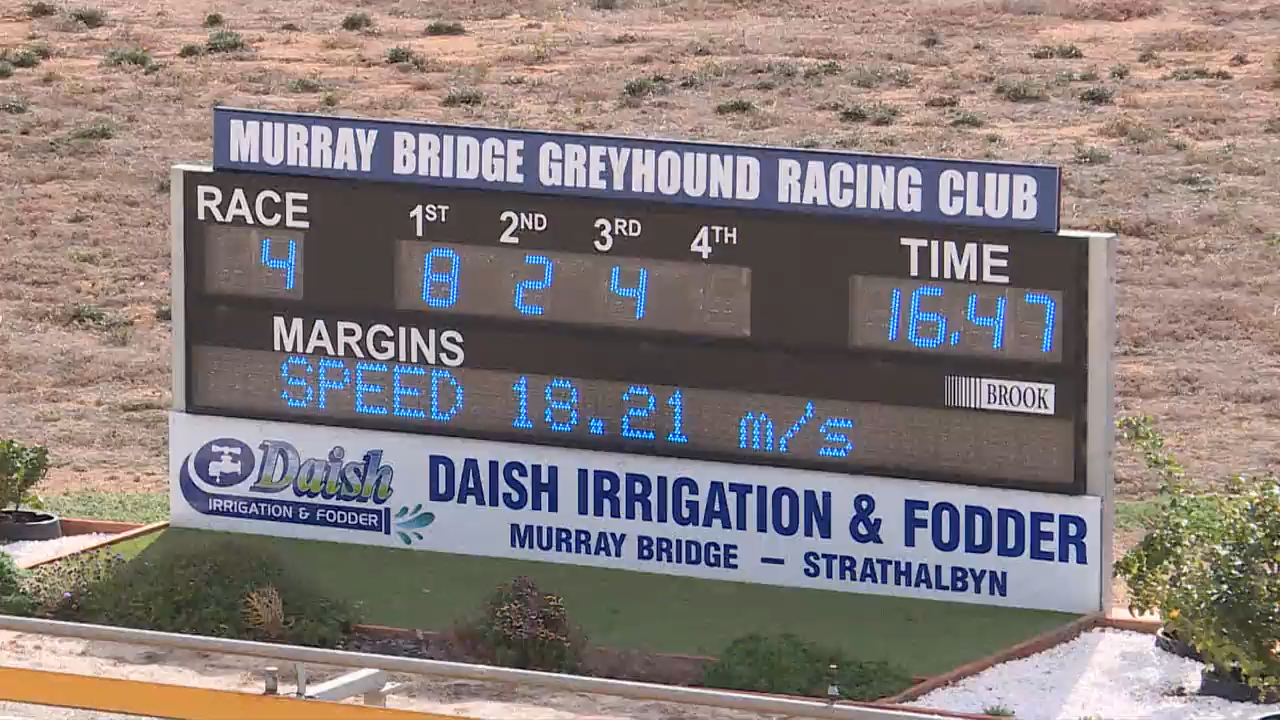 MURRAY BRIDGE GREYHOUND RACING CLUB
RACE 1ST 2ND 3RD 4TH TIME
4 8 2 4 16.47
MARGINS
BROOK
SPEED 18.21 m/s
Daish
IRRIGATION & FODDER
DAISH IRRIGATION & FODDER
MURRAY BRIDGE – STRATHALBYN